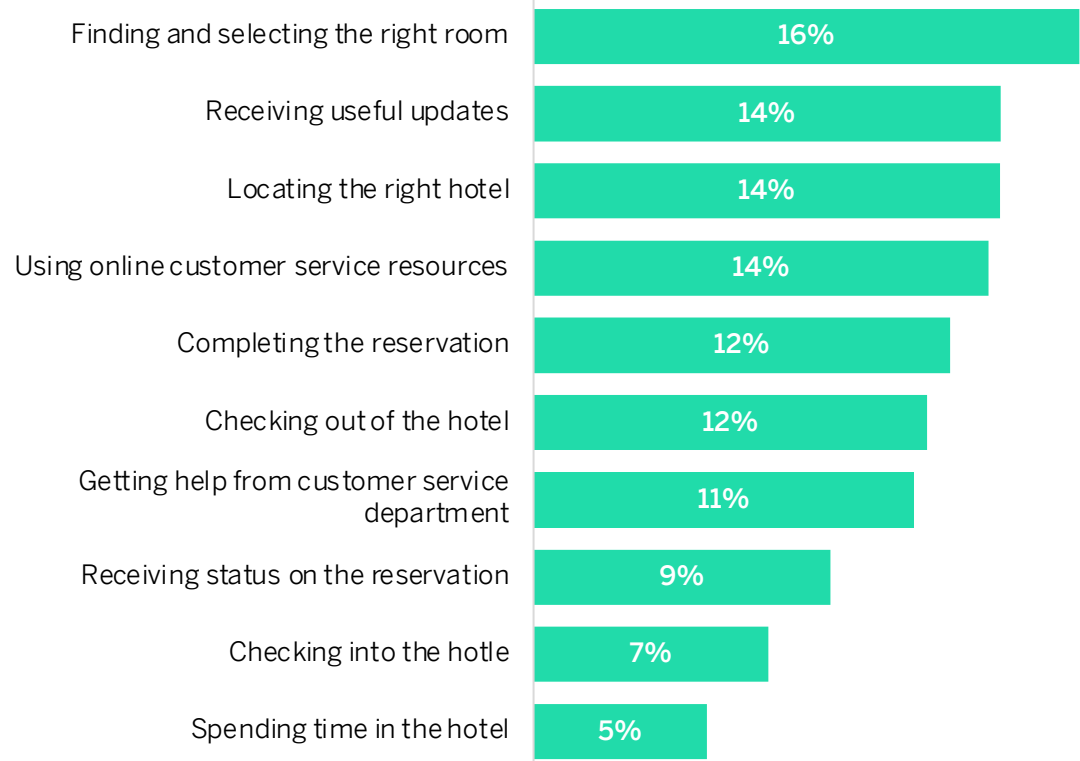 Finding and selecting the right room 16%
Receiving useful updates 14%
Locating the right hotel 14%
Using online customer service resources 14%
Completing the reservation 12%
Checking out of the hotel 12%
Getting help from customer service
department 11%
Receiving status on the reservation 9%
Checking into the hotle 7%
Spending time in the hotel 5%